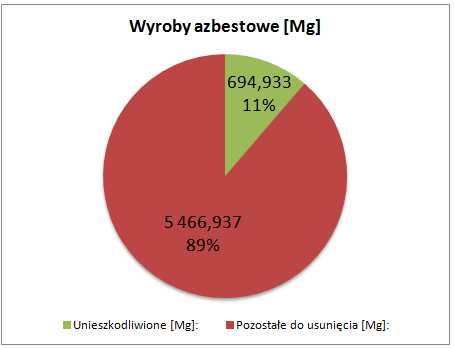 Wyroby azbestowe [Mg]
694,933
11%
5 466,937
89%
Unieszkodliwione [Mg]:
Pozostałe do usunięcia [Mg]: